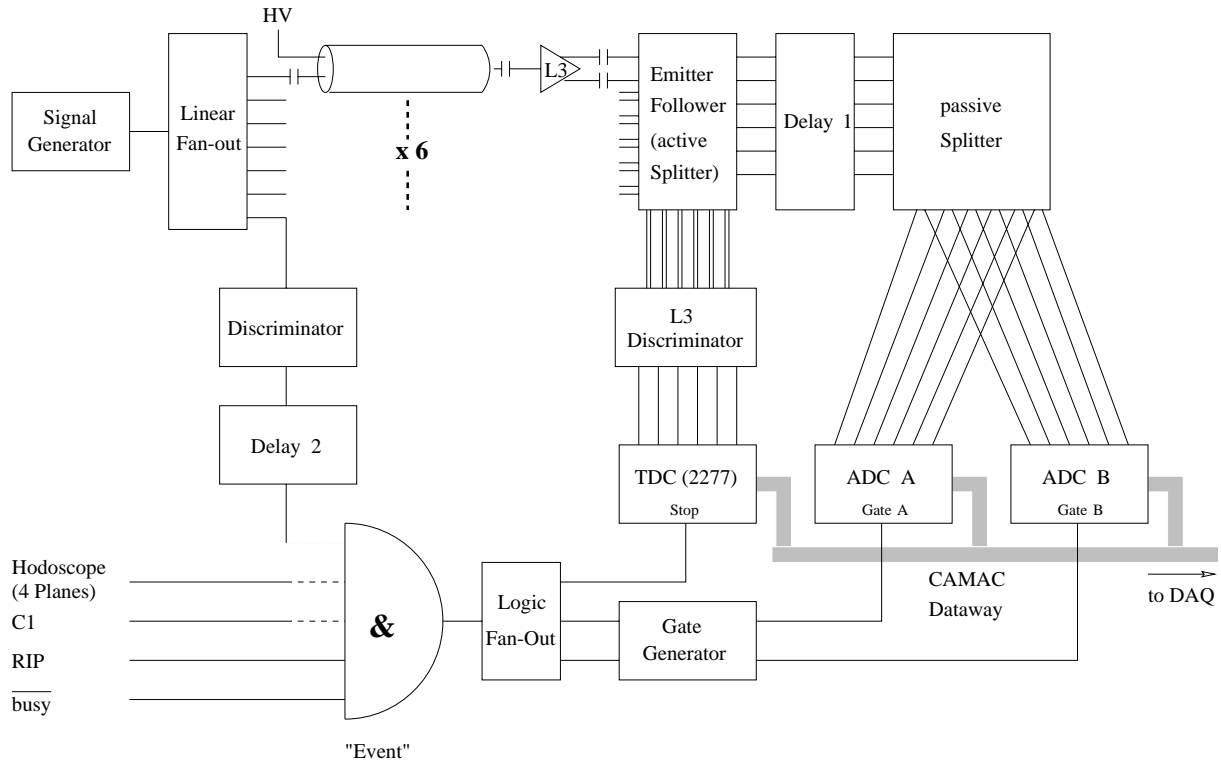 HV
Signal
Generator
Linear
Fan-out
x 6
L3
Emitter
Follower
(active
Splitter)
Delay 1
passive
Splitter
Discriminator
L3
Discriminator
Delay 2
TDC (2277)
Stop
ADC A
Gate A
ADC B
Gate B
Hodoscope
(4 Planes)
C1
RIP
busy
&
"Event"
Logic
Fan-Out
Gate
Generator
CAMAC
Dataway
to DAQ